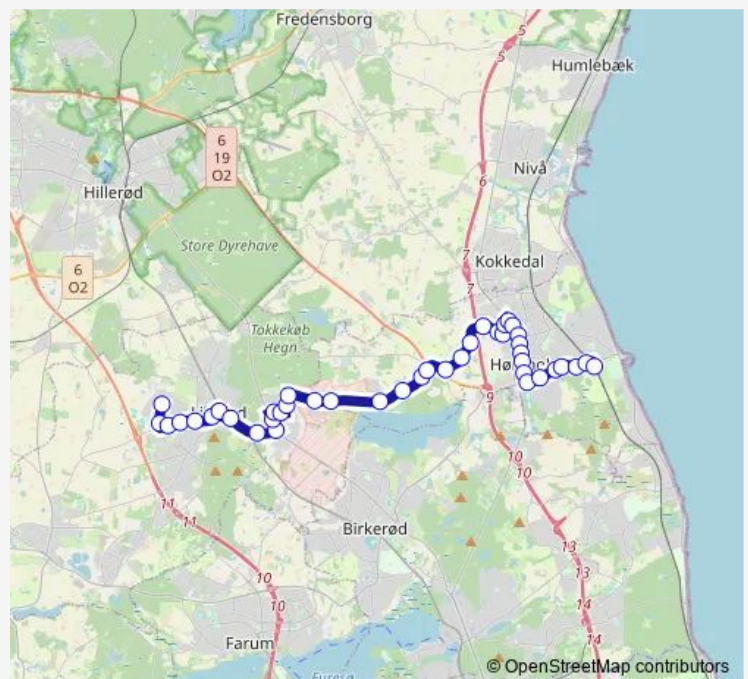 Fredensborg
5
5
Humlebæk
6
19
O2
6
Nivå
Hillerød
Store Dyrehave
7
Kokkedal
6
O2
7
Tokkekøb
Hegn
9
10
10
11
11
Birkerød
13
13
10
10
14
14
Farum
Furesø
© OpenStreetMap contributors